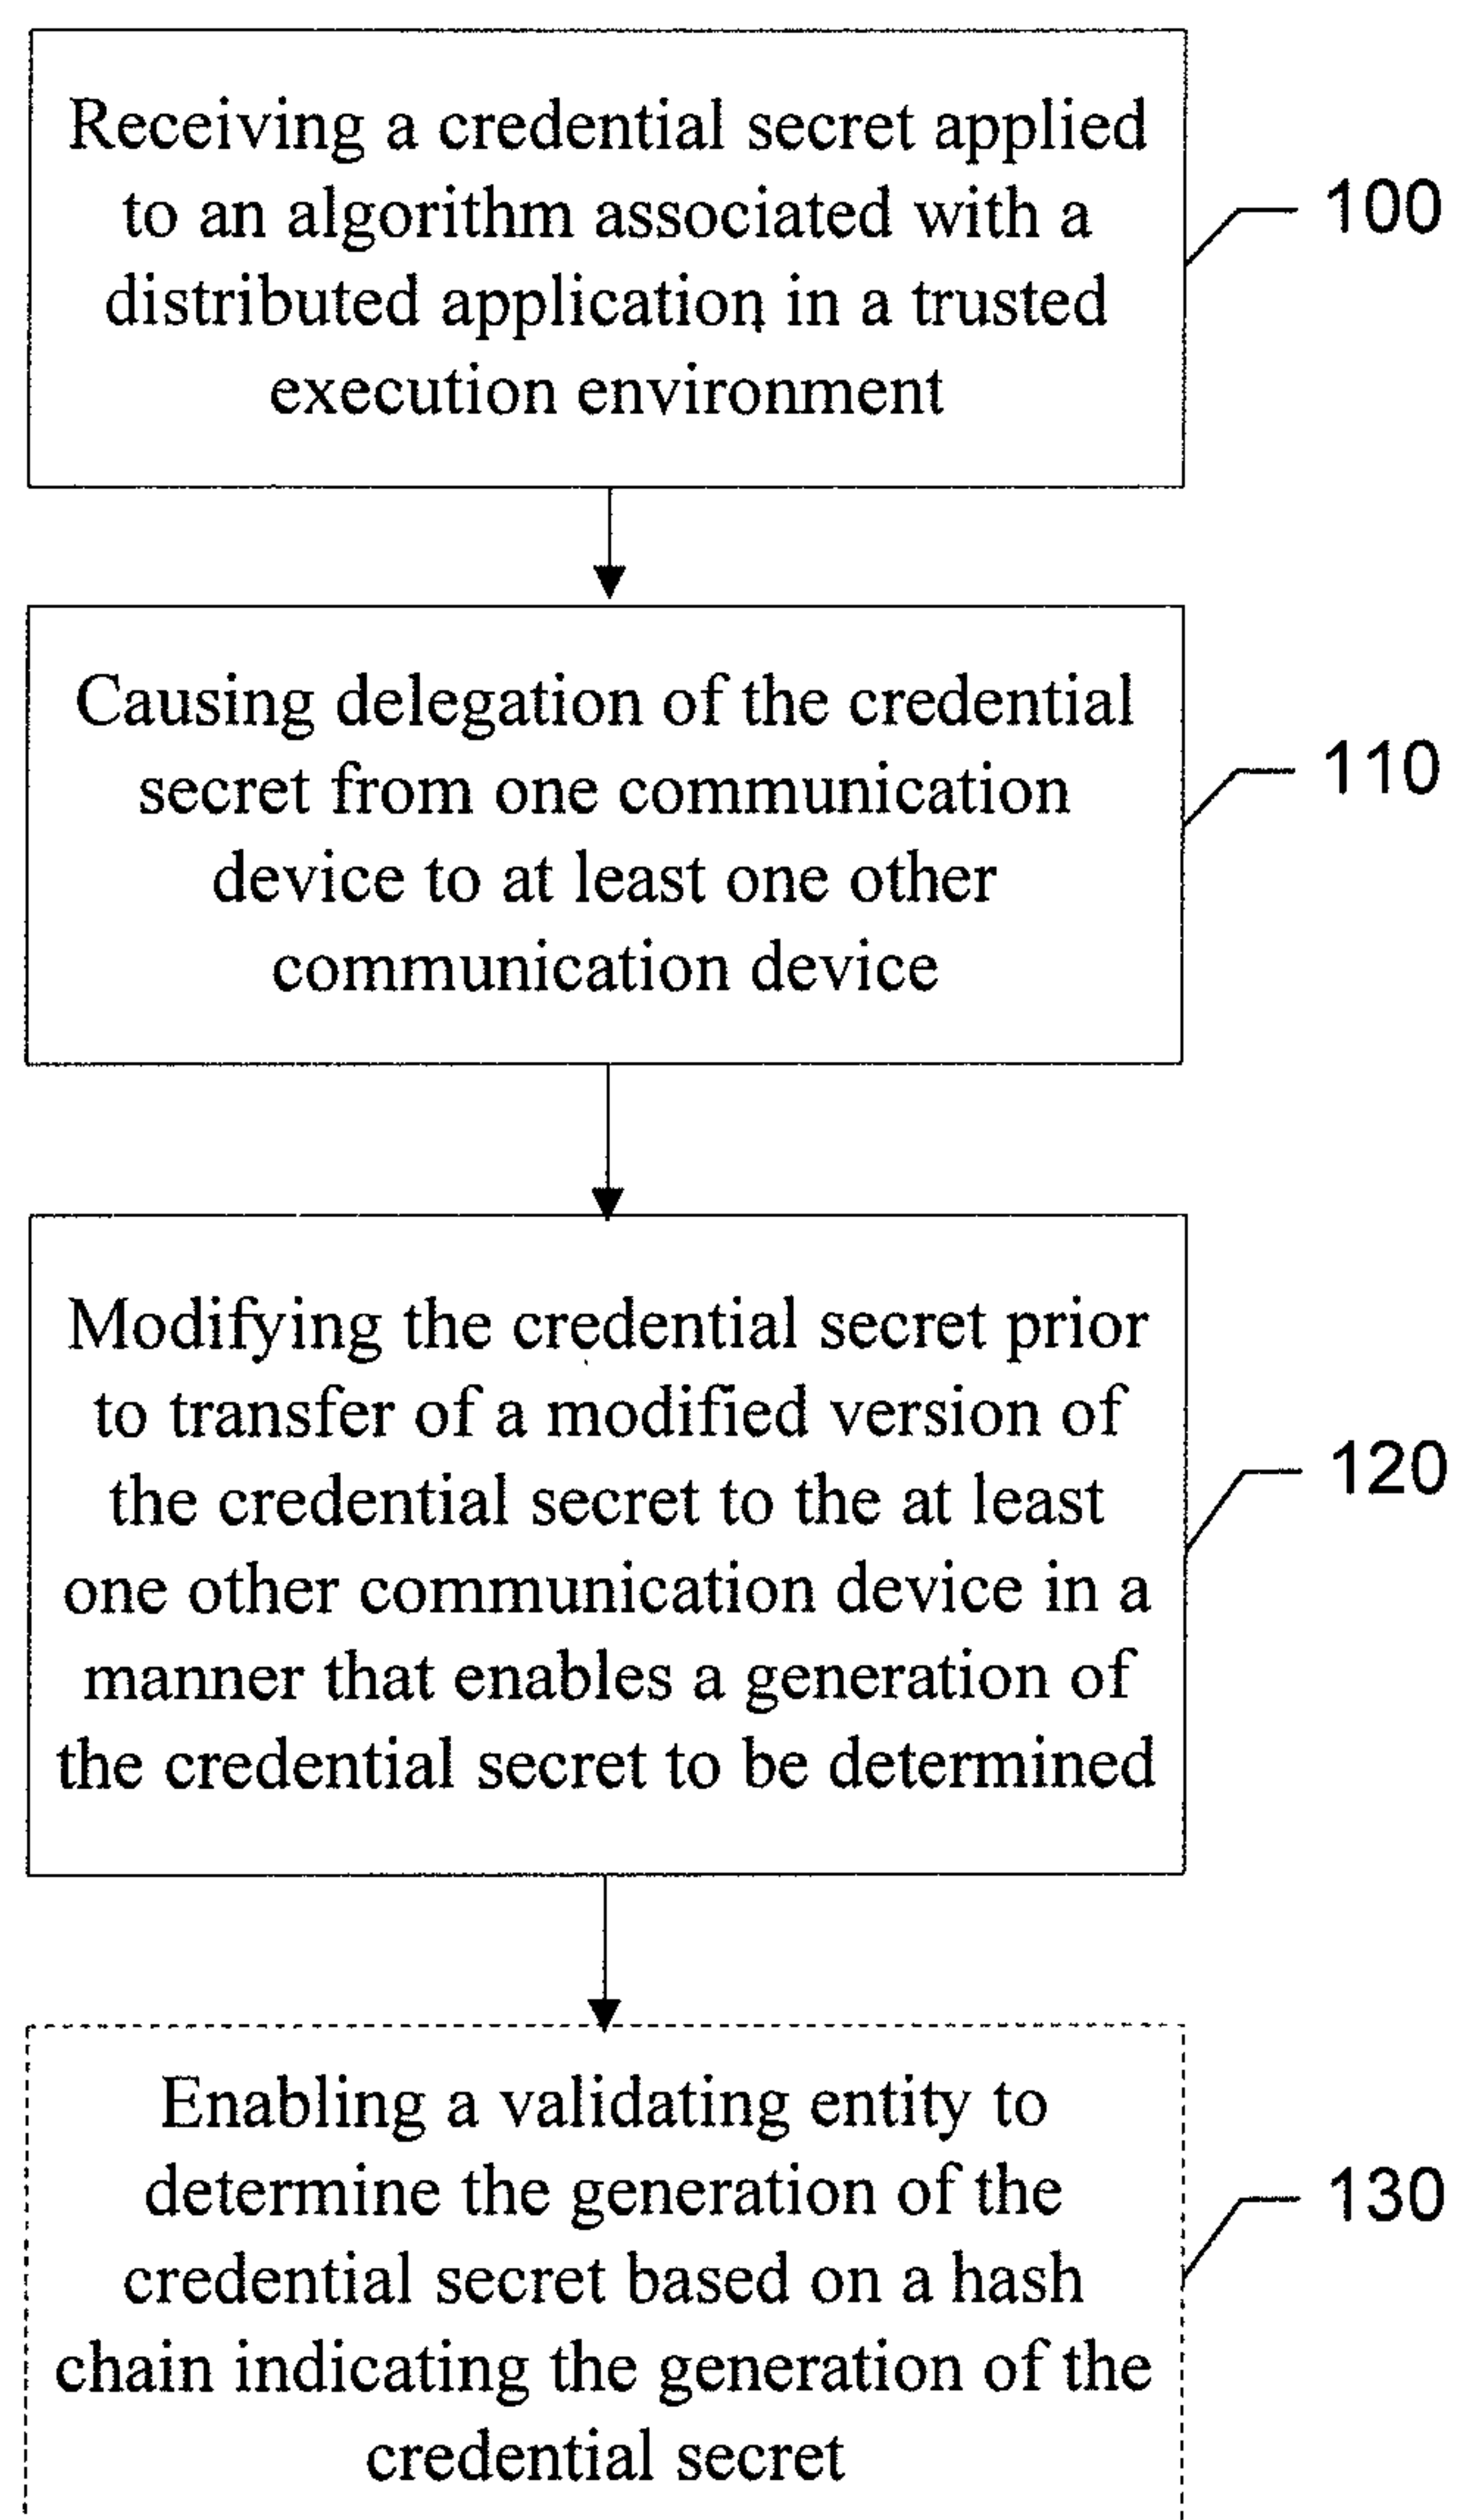 Receiving a credential secret applied
to an algorithm associated with a
distributed application in a trusted
execution environment
100
Causing delegation of the credential
secret from one communication
device to at least one other
communication device
110
Modifying the credential secret prior
to transfer of a modified version of
the credential secret to the at least
one other communication device in a
manner that enables a generation of
the credential secret to be determined
120
Enabling a validating entity to
determine the generation of the
credential secret based on a hash
chain indicating the generation of the
credential secret
130